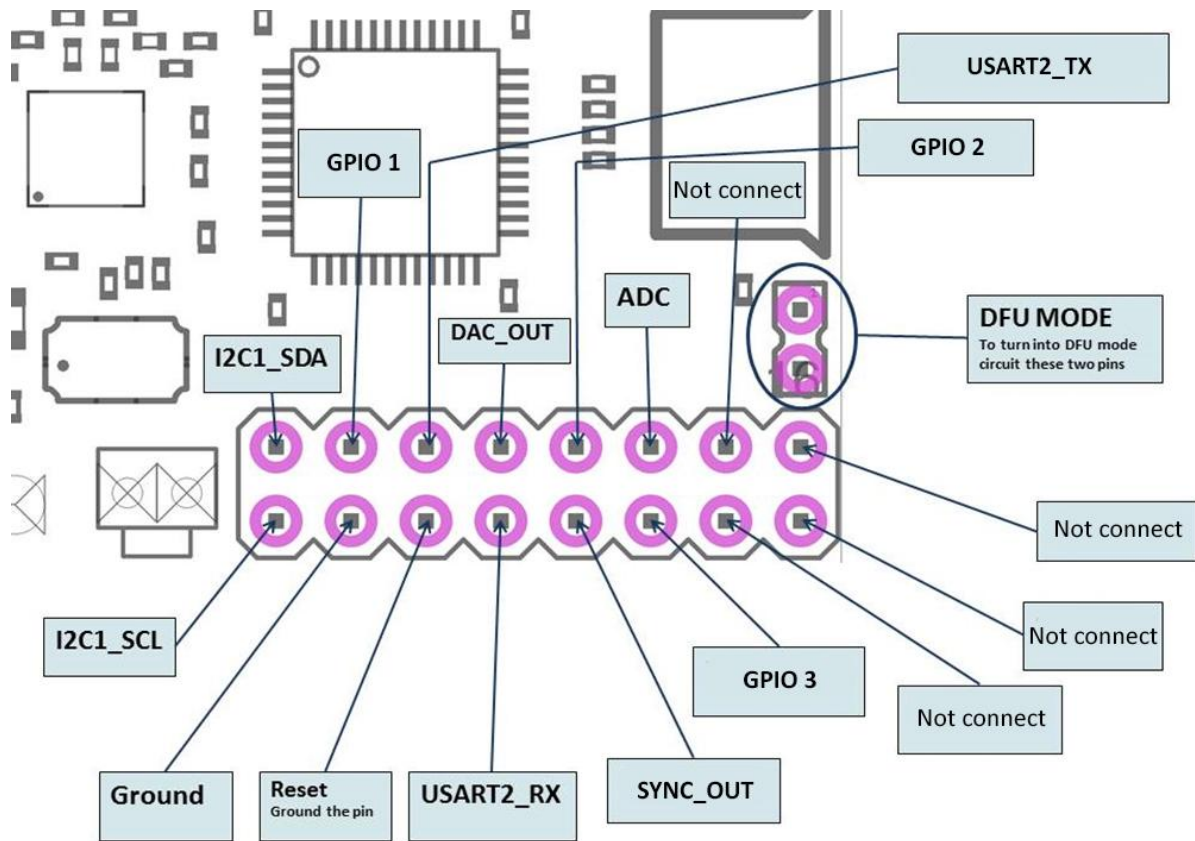 USART2_TX
GPIO 1
GPIO 2
Not connect
ADC
DFU MODE
To turn into DFU mode
circuit these two pins
DAC_OUT
I2C1_SDA
16
Not connect
Not connect
I2C1_SCL
GPIO 3
Not connect
Ground
Reset
Ground the pin
USART2_RX
SYNC_OUT